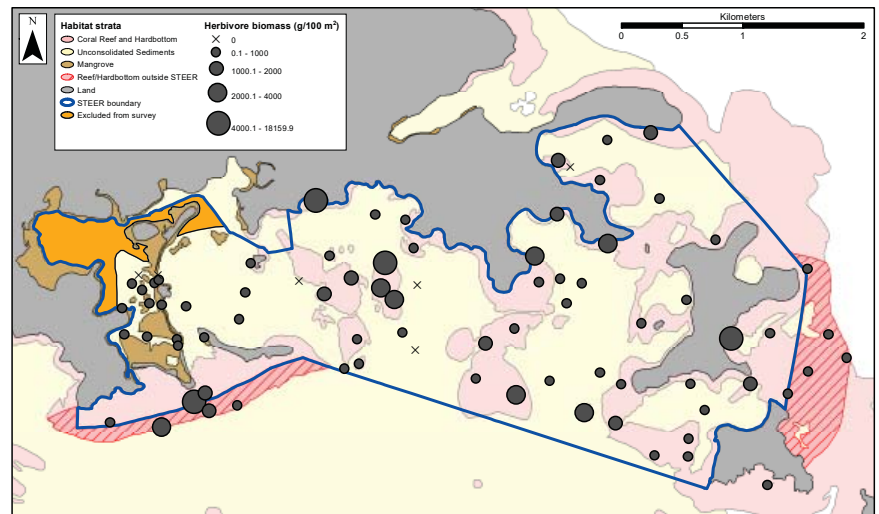 N
Habitat strata
Coral Reef and Hardbottom
Unconsolidated Sediments
Mangrove
Reef/Hardbottom outside STEER
Land
STEER boundary
Excluded from survey
Herbivore biomass (g/100 m²)
0
0.1 - 1000
1000.1 - 2000
2000.1 - 4000
4000.1 - 18159.9
Kilometers
0 0.5 1 2